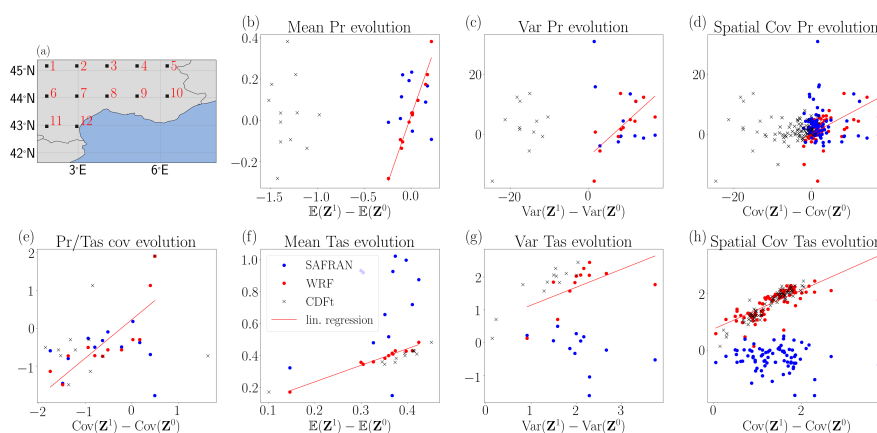 (a)
45°N
44°N
43°N
42°N
3°E
6°E
1 2 3 4 5
6 7 8 9 10
11 12
(b) Mean Pr evolution
0.4
0.2
0.0
−0.2
−1.5 −1.0 −0.5 0.0
𝔼(Z¹) − 𝔼(Z⁰)
(c) Var Pr evolution
20
0
−20 0
Var(Z¹) − Var(Z⁰)
(d) Spatial Cov Pr evolution
20
0
−20 0
Cov(Z¹) − Cov(Z⁰)
(e) Pr/Tas cov evolution
2
1
0
−1
−2 −1 0 1
Cov(Z¹) − Cov(Z⁰)
(f) Mean Tas evolution
SAFRAN
WRF
CDFt
lin. regression
1.0
0.8
0.6
0.4
0.2
0.1 0.2 0.3 0.4
𝔼(Z¹) − 𝔼(Z⁰)
(g) Var Tas evolution
2
1
0
−1
0 1 2 3
Var(Z¹) − Var(Z⁰)
(h) Spatial Cov Tas evolution
2
0
0 2
Cov(Z¹) − Cov(Z⁰)